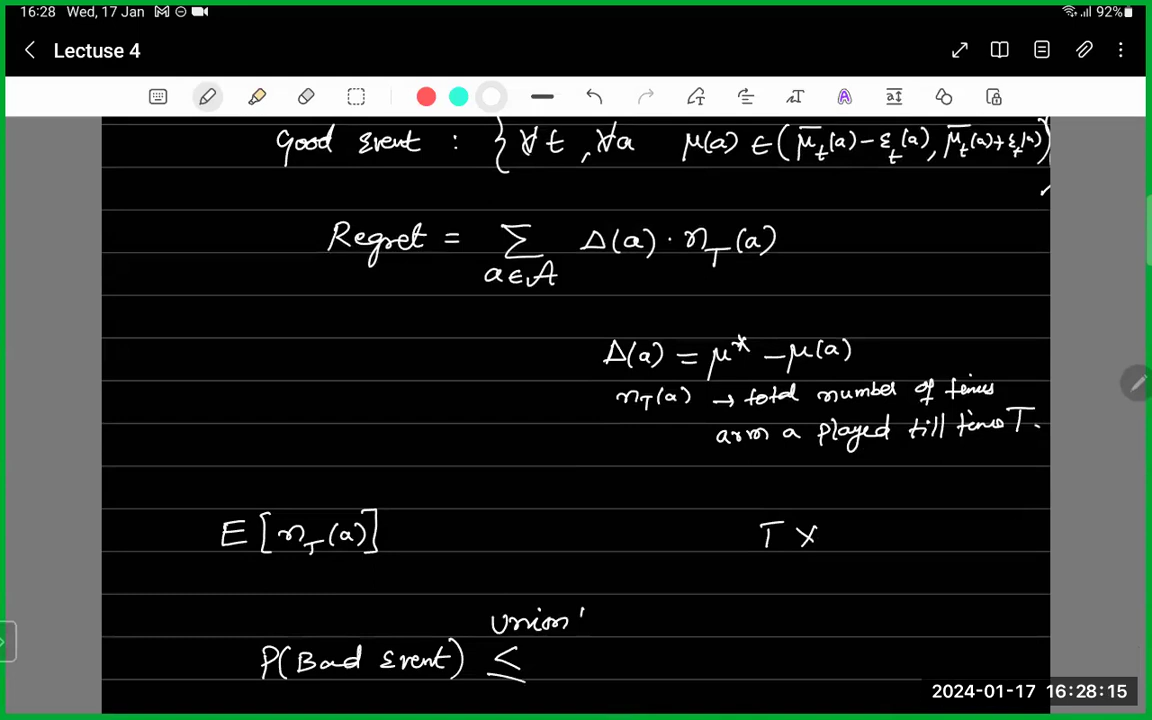 16:28 Wed, 17 Jan 92%
Lectuse 4
Good Event : { ∀t, ∀a μ(a) ∈ (μ̄_t(a) - ε_t(a), μ̄_t(a) + ε_t(a)) }
Regret = Σ_{a∈A} Δ(a) · n_T(a)
Δ(a) = μ* - μ(a)
n_T(a) → total number of times
arm a played till time T.
E[n_T(a)] T ×
Union
P(Bad Event) ≤
2024-01-17 16:28:15